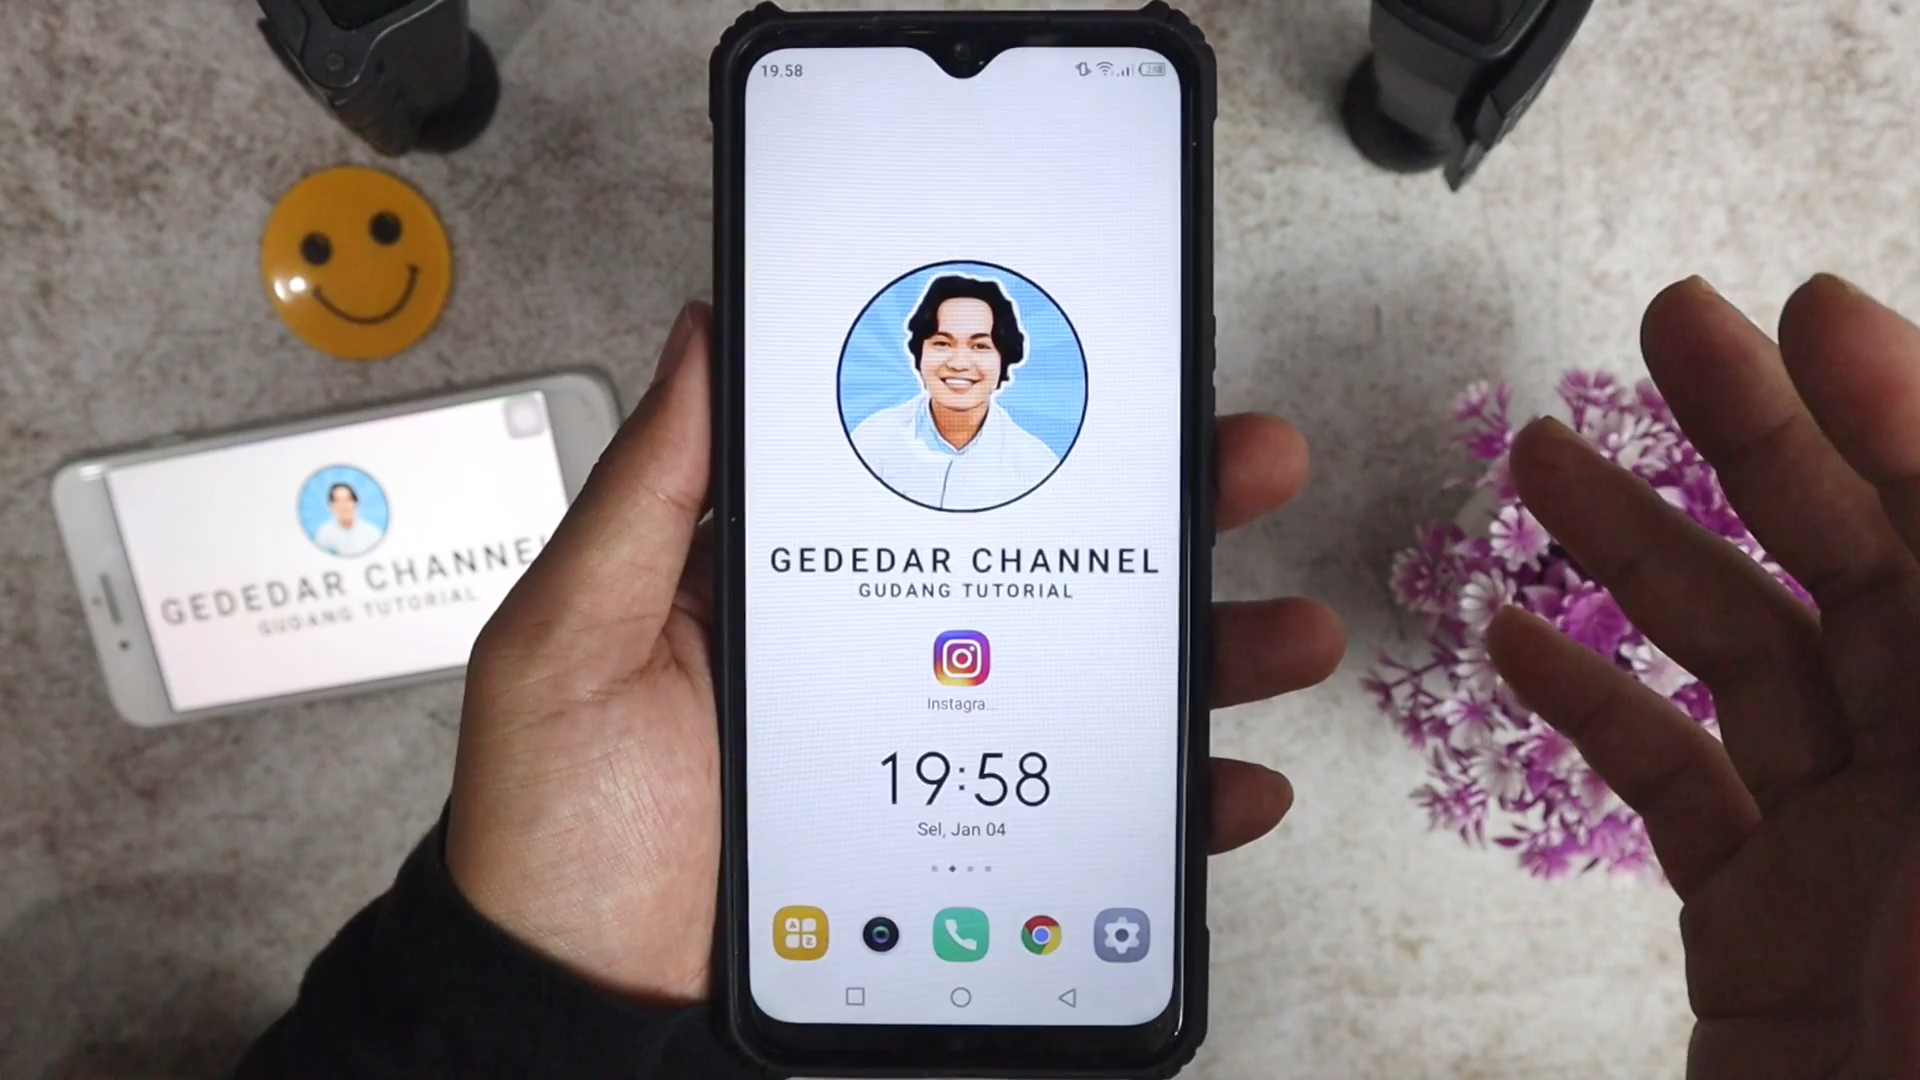 19.58
GEDEDAR CHANNEL
GUDANG TUTORIAL
Instagra...
19:58
Sel, Jan 04
A
Z
GEDEDAR CHANNEL
GUDANG TUTORIAL